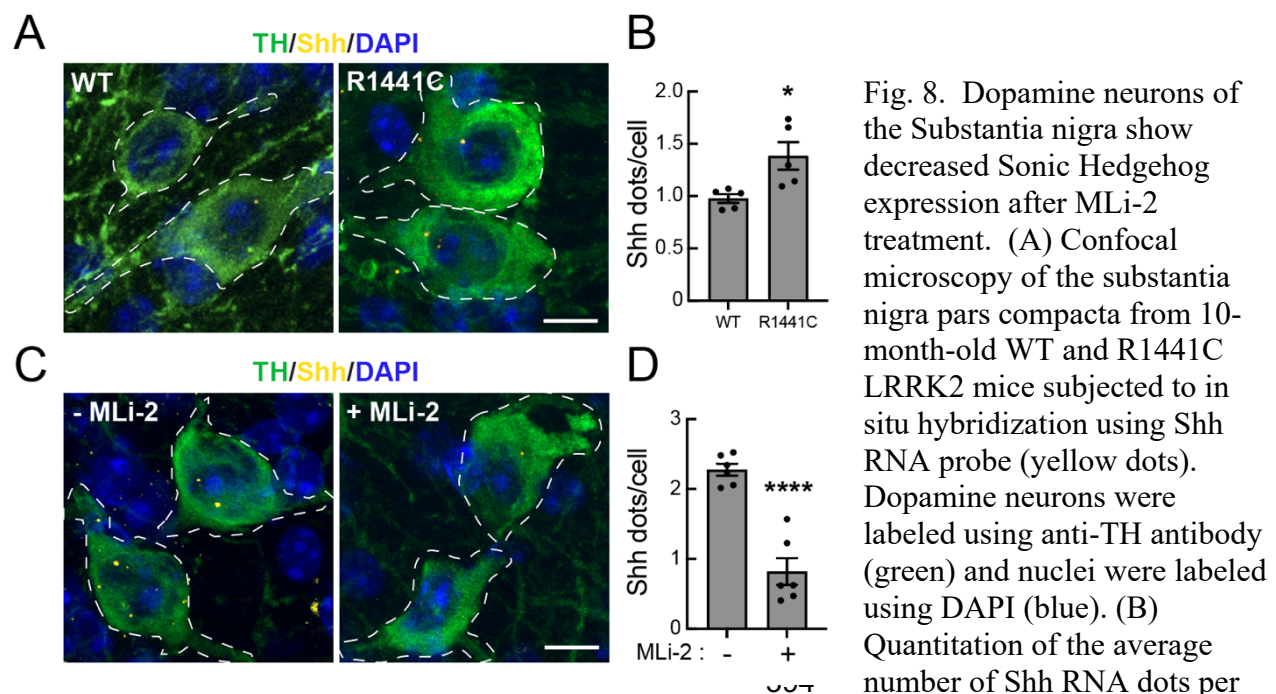 A
TH/Shh/DAPI
WT
R1441C
B
Shh dots/cell
2.0
1.5
1.0
0.5
0
*
WT R1441C
C
TH/Shh/DAPI
- MLi-2
+ MLi-2
D
Shh dots/cell
3
2
1
0
****
MLi-2 : - +
Fig. 8. Dopamine neurons of
the Substantia nigra show
decreased Sonic Hedgehog
expression after MLi-2
treatment. (A) Confocal
microscopy of the substantia
nigra pars compacta from 10-
month-old WT and R1441C
LRRK2 mice subjected to in
situ hybridization using Shh
RNA probe (yellow dots).
Dopamine neurons were
labeled using anti-TH antibody
(green) and nuclei were labeled
using DAPI (blue). (B)
Quantitation of the average
number of Shh RNA dots per